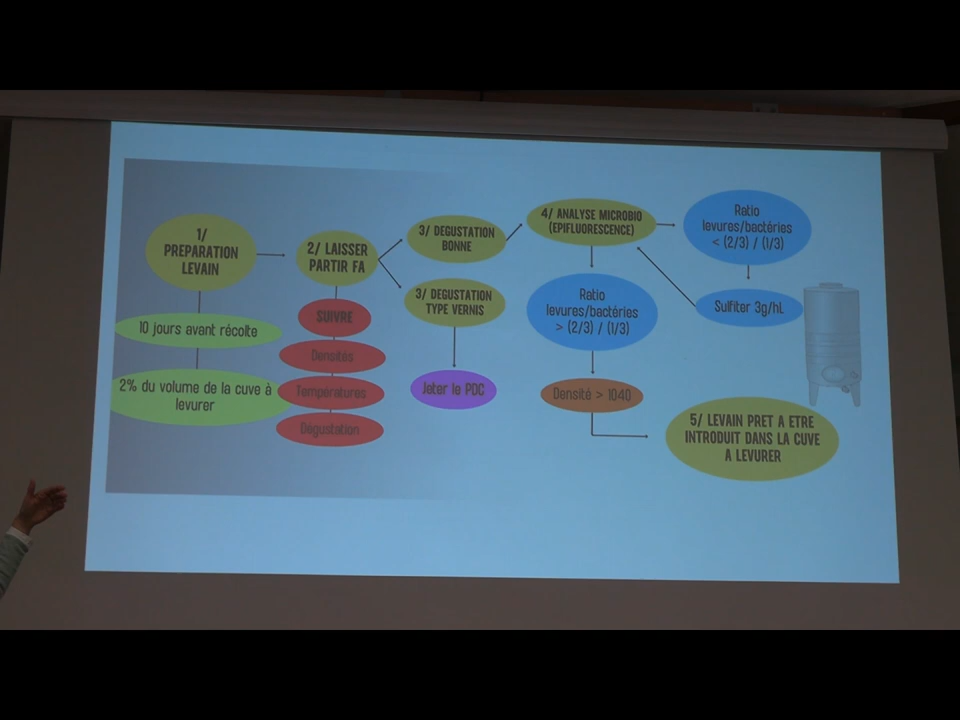 1/
PREPARATION
LEVAIN
10 jours avant récolte
2% du volume de la cuve à
levurer
2/ LAISSER
PARTIR FA
SUIVRE
Densités
Températures
Dégustation
3/ DEGUSTATION
BONNE
3/ DEGUSTATION
TYPE VERNIS
Jeter le PDC
4/ ANALYSE MICROBIO
(EPIFLUORESCENCE)
Ratio
levures/bactéries
> (2/3) / (1/3)
Densité > 1040
Ratio
levures/bactéries
< (2/3) / (1/3)
Sulfiter 3g/hL
5/ LEVAIN PRET A ETRE
INTRODUIT DANS LA CUVE
A LEVURER